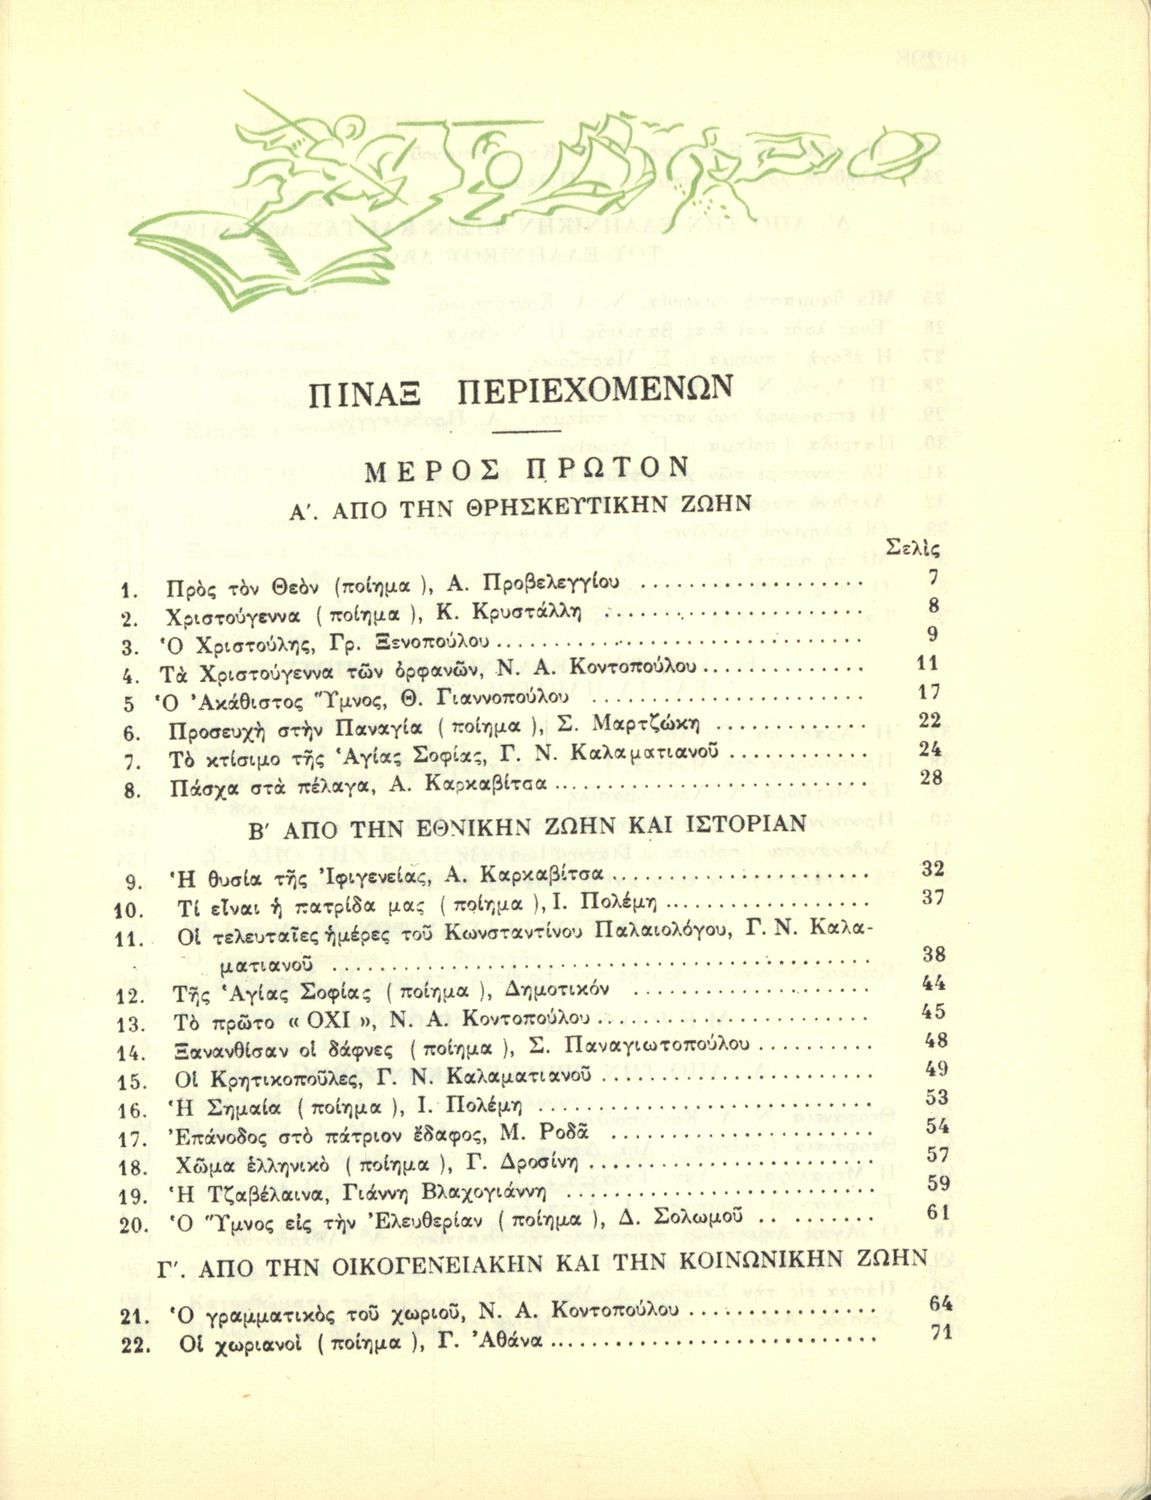 ΠΙΝΑΞ ΠΕΡΙΕΧΟΜΕΝΩΝ
ΜΕΡΟΣ ΠΡΩΤΟΝ
Α΄. ΑΠΟ ΤΗΝ ΘΡΗΣΚΕΥΤΙΚΗΝ ΖΩΗΝ
Σελὶς
1. Πρὸς τὸν Θεὸν (ποίημα ), Α. Προβελεγγίου .................... 7
2. Χριστούγεννα ( ποίημα ), Κ. Κρυστάλλη .................... 8
3. Ὁ Χριστούλης, Γρ. Ξενοπούλου .................... 9
4. Τὰ Χριστούγεννα τῶν ὀρφανῶν, Ν. Α. Κοντοπούλου .............. 11
5 Ὁ Ἀκάθιστος Ὕμνος, Θ. Γιαννοπούλου .................... 17
6. Προσευχὴ στὴν Παναγία ( ποίημα ), Σ. Μαρτζώκη ............. 22
7. Τὸ κτίσιμο τῆς Ἁγίας Σοφίας, Γ. Ν. Καλαματιανοῦ ............. 24
8. Πάσχα στὰ πέλαγα, Α. Καρκαβίτσα .................... 28
Β΄ ΑΠΟ ΤΗΝ ΕΘΝΙΚΗΝ ΖΩΗΝ ΚΑΙ ΙΣΤΟΡΙΑΝ
9. Ἡ θυσία τῆς Ἰφιγενείας, Α. Καρκαβίτσα .................... 32
10. Τί εἶναι ἡ πατρίδα μας ( ποίημα ), Ι. Πολέμη .................. 37
11. Οἱ τελευταῖες ἡμέρες τοῦ Κωνσταντίνου Παλαιολόγου, Γ. Ν. Καλα-
ματιανοῦ .................... 38
12. Τῆς Ἁγίας Σοφίας ( ποίημα ), Δημοτικόν .................... 44
13. Τὸ πρῶτο « ΟΧΙ », Ν. Α. Κοντοπούλου .................... 45
14. Ξανανθίσαν οἱ δάφνες ( ποίημα ), Σ. Παναγιωτοπούλου .......... 48
15. Οἱ Κρητικοποῦλες, Γ. Ν. Καλαματιανοῦ .................... 49
16. Ἡ Σημαία ( ποίημα ), Ι. Πολέμη .................... 53
17. Ἐπάνοδος στὸ πάτριον ἔδαφος, Μ. Ροδᾶ .................... 54
18. Χῶμα ἑλληνικὸ ( ποίημα ), Γ. Δροσίνη .................... 57
19. Ἡ Τζαβέλαινα, Γιάννη Βλαχογιάννη .................... 59
20. Ὁ Ὕμνος εἰς τὴν Ἐλευθερίαν ( ποίημα ), Δ. Σολωμοῦ .. ........ 61
Γ΄. ΑΠΟ ΤΗΝ ΟΙΚΟΓΕΝΕΙΑΚΗΝ ΚΑΙ ΤΗΝ ΚΟΙΝΩΝΙΚΗΝ ΖΩΗΝ
21. Ὁ γραμματικὸς τοῦ χωριοῦ, Ν. Α. Κοντοπούλου ................ 64
22. Οἱ χωριανοὶ ( ποίημα ), Γ. Ἀθάνα .................... 71